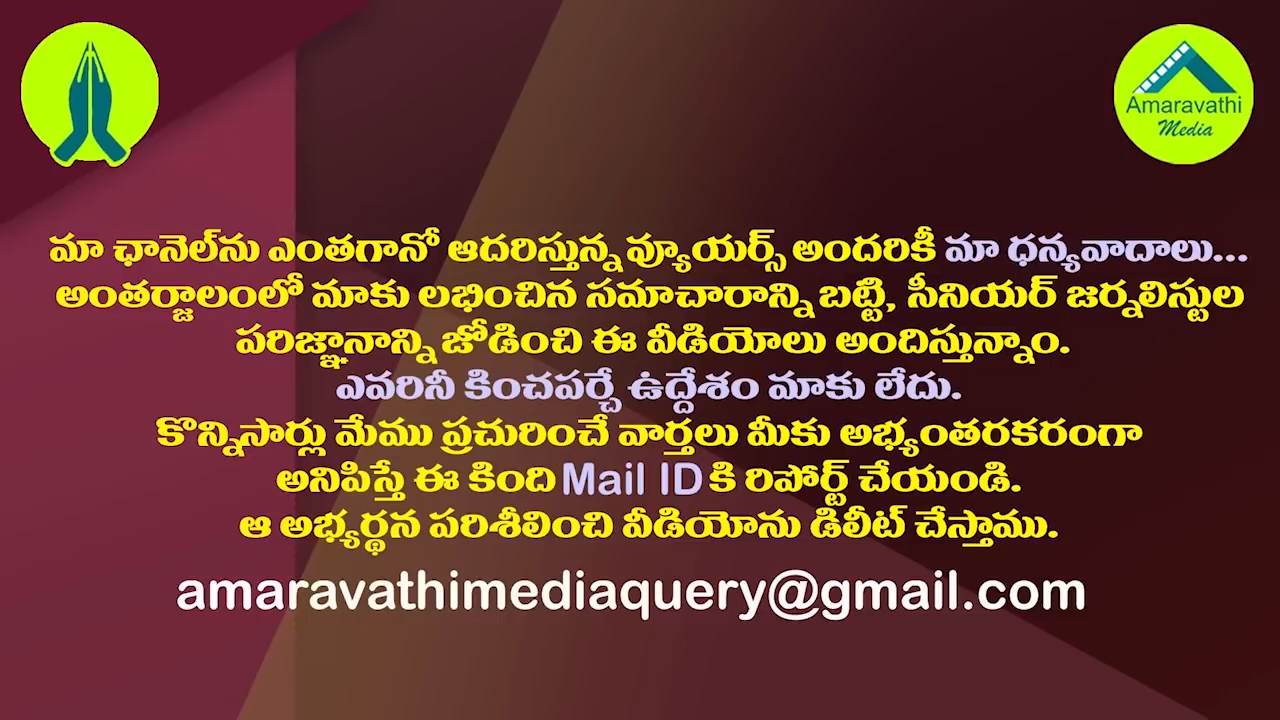 Amaravathi
Media
మా ఛానెల్‌ను ఎంతగానో ఆదరిస్తున్న వ్యూయర్స్ అందరికీ మా ధన్యవాదాలు...
అంతర్జాలంలో మాకు లభించిన సమాచారాన్ని బట్టి, సీనియర్ జర్నలిస్టుల
పరిజ్ఞానాన్ని జోడించి ఈ వీడియోలు అందిస్తున్నాం.
ఎవరినీ కించపర్చే ఉద్దేశం మాకు లేదు.
కొన్నిసార్లు మేము ప్రచురించే వార్తలు మీకు అభ్యంతరకరంగా
అనిపిస్తే ఈ కింది Mail ID కి రిపోర్ట్ చేయండి.
ఆ అభ్యర్థన పరిశీలించి వీడియోను డిలీట్ చేస్తాము.
amaravathimediaquery@gmail.com